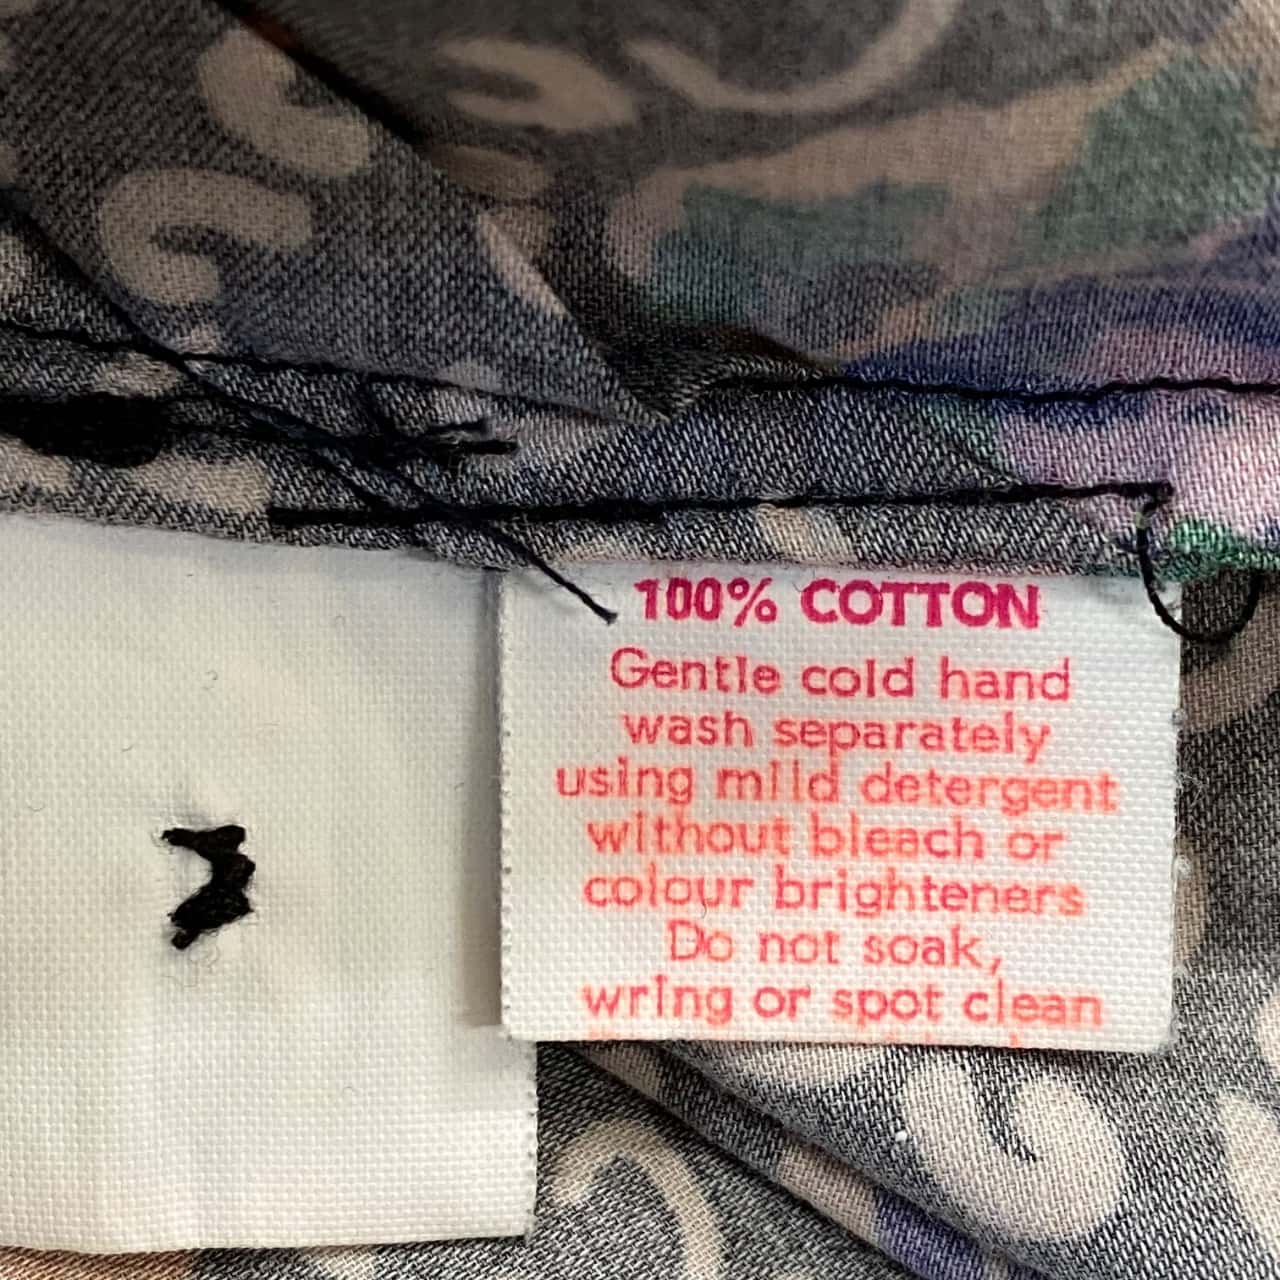 100% COTTON
Gentle cold hand
wash separately
using mild detergent
without bleach or
colour brighteners
Do not soak,
wring or spot clean